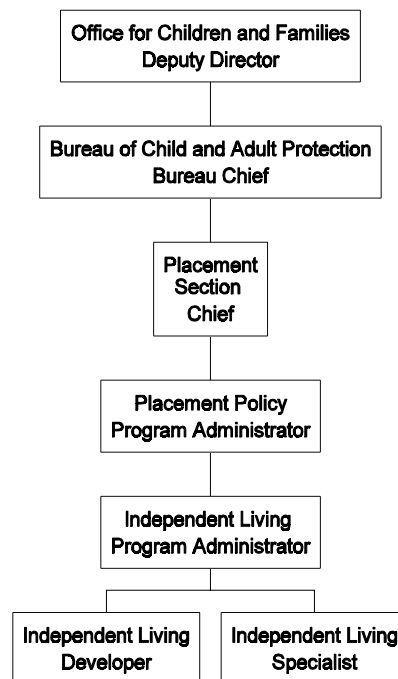 Office for Children and Families
Deputy Director
Bureau of Child and Adult Protection
Bureau Chief
Placement
Section
Chief
Placement Policy
Program Administrator
Independent Living
Program Administrator
Independent Living
Developer
Independent Living
Specialist